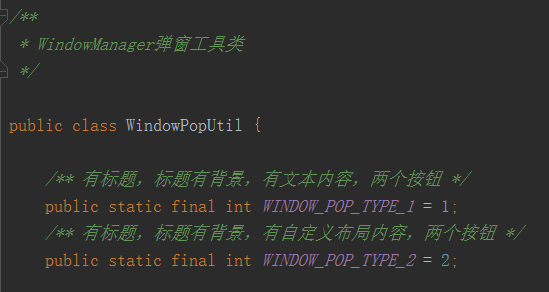 /**
 * WindowManager弹窗工具类
 */
public class WindowPopUtil {
/** 有标题，标题有背景，有文本内容，两个按钮 */
public static final int WINDOW_POP_TYPE_1 = 1;
/** 有标题，标题有背景，有自定义布局内容，两个按钮 */
public static final int WINDOW_POP_TYPE_2 = 2;